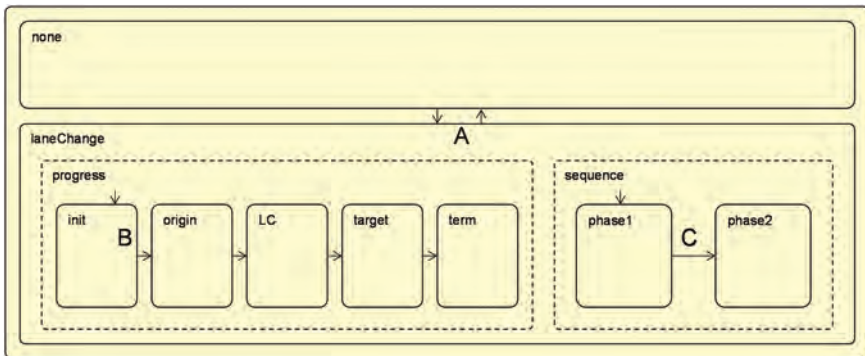 none
laneChange
A
progress
sequence
init
B
origin
LC
target
term
phase1
C
phase2